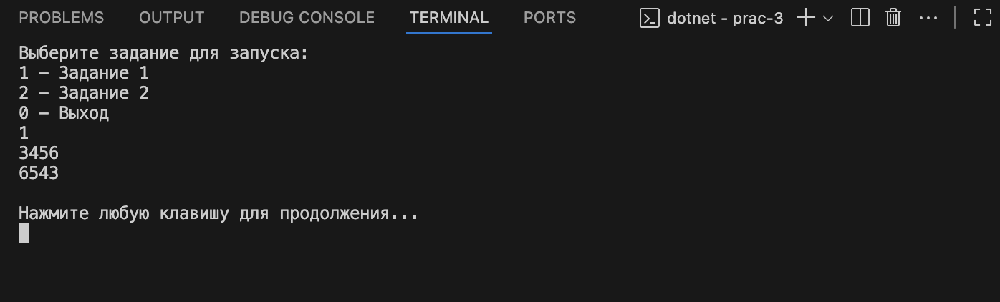 PROBLEMS OUTPUT DEBUG CONSOLE TERMINAL PORTS dotnet - prac-3
Выберите задание для запуска:
1 - Задание 1
2 - Задание 2
0 - Выход
1
3456
6543
Нажмите любую клавишу для продолжения...